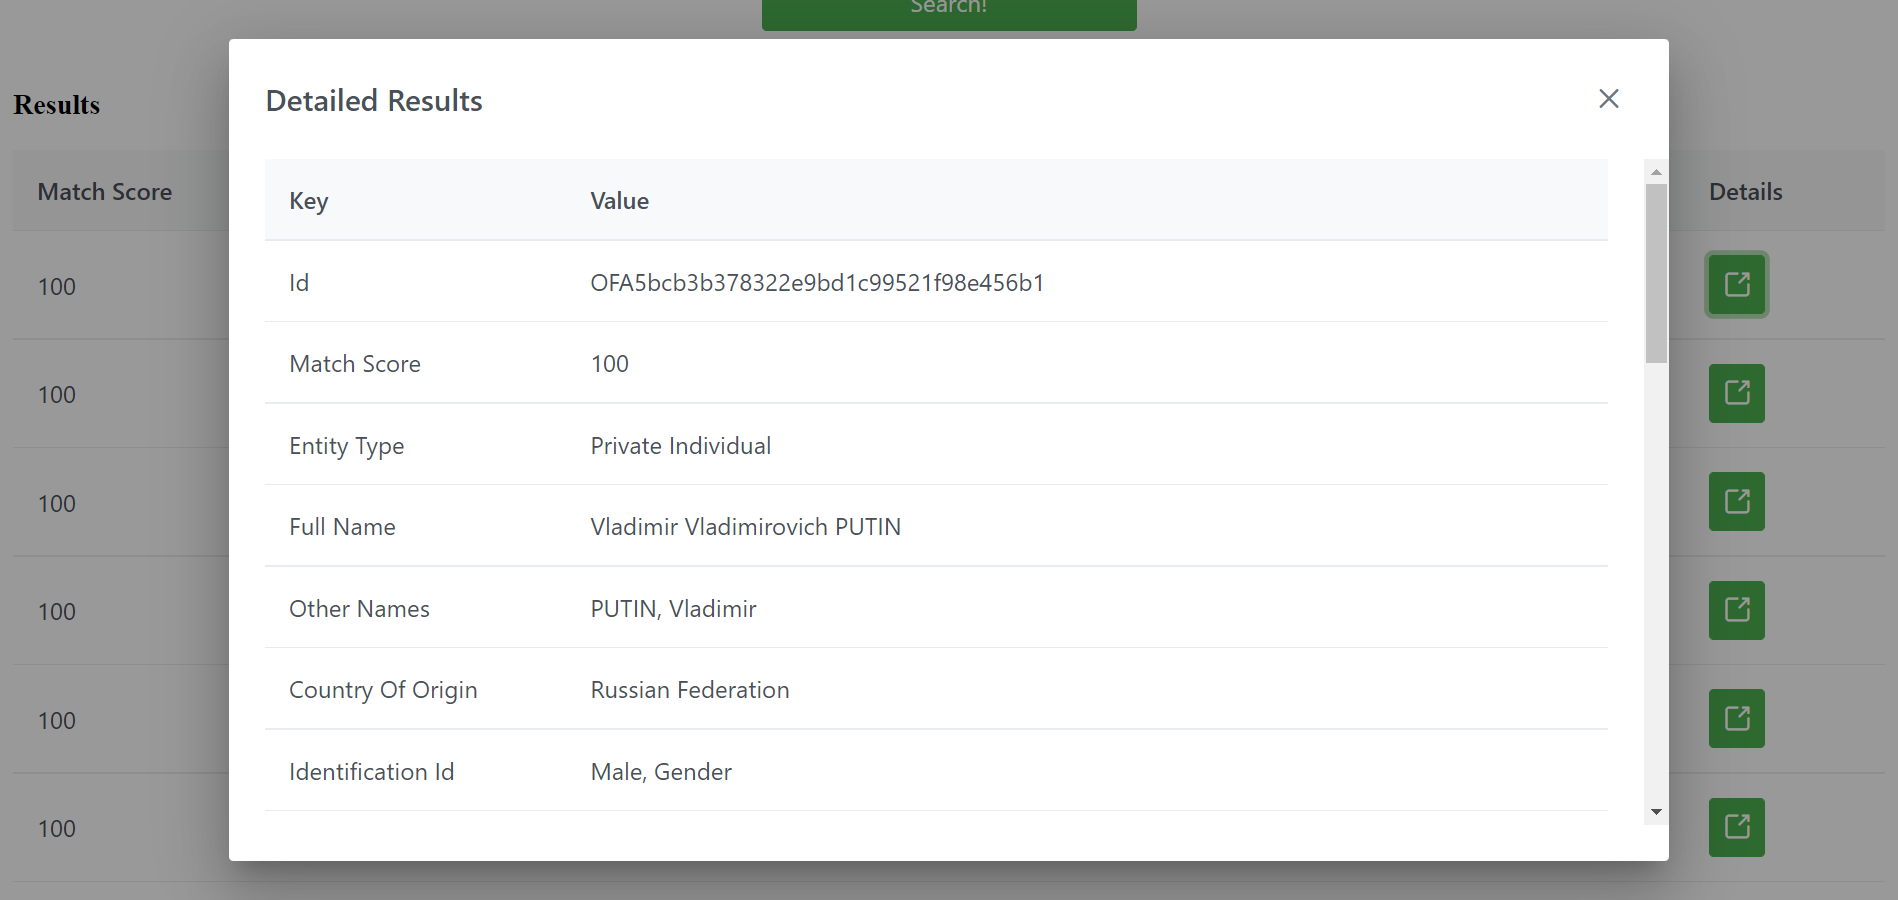 Search!
Results
Match Score
Details
100
100
100
100
100
100
Detailed Results
Key Value
Id OFA5bcb3b378322e9bd1c99521f98e456b1
Match Score 100
Entity Type Private Individual
Full Name Vladimir Vladimirovich PUTIN
Other Names PUTIN, Vladimir
Country Of Origin Russian Federation
Identification Id Male, Gender